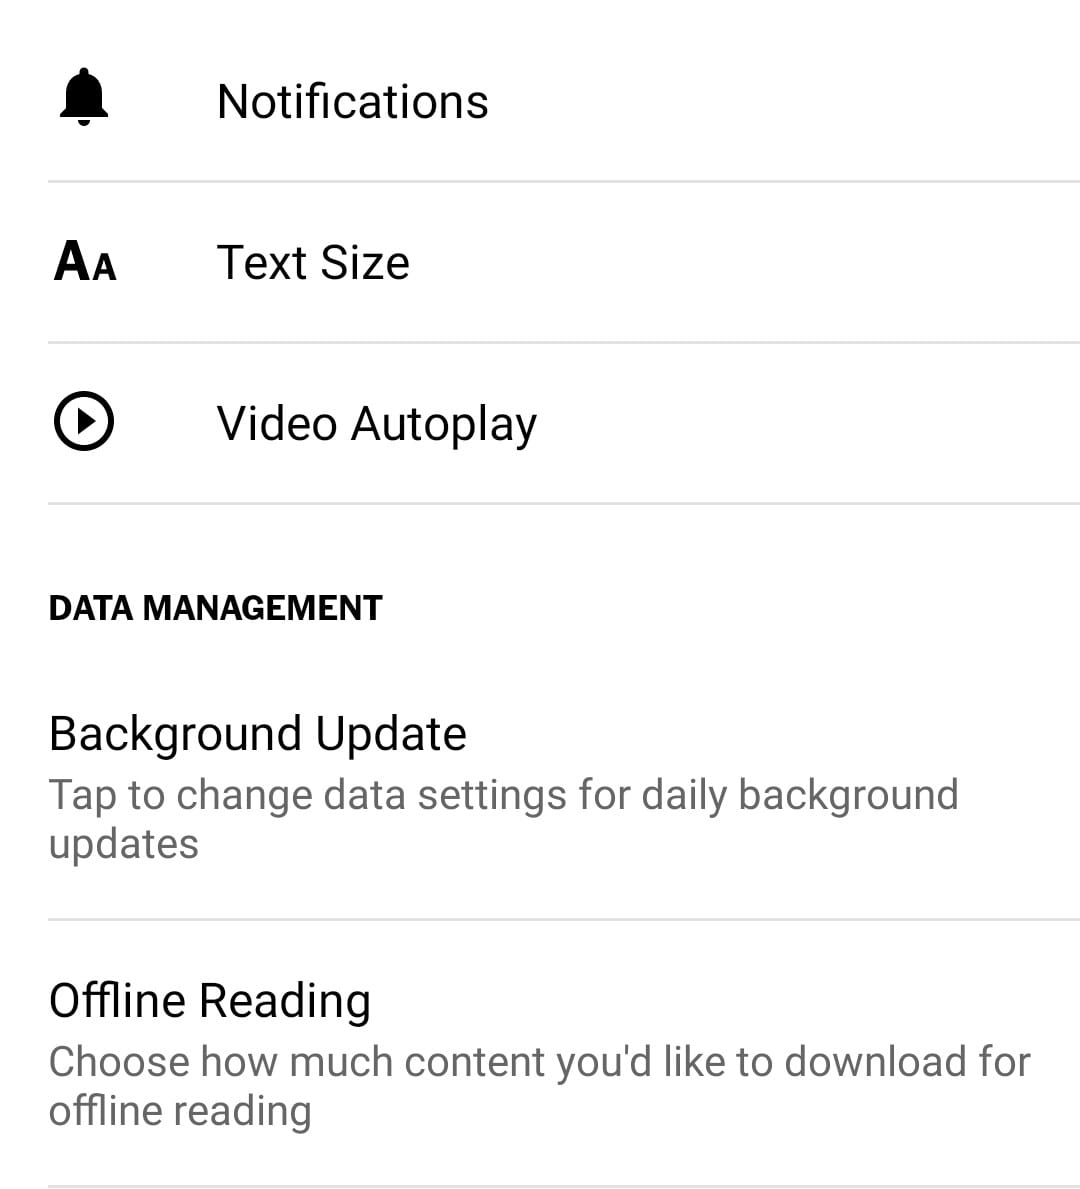 Notifications
AA Text Size
Video Autoplay
DATA MANAGEMENT
Background Update
Tap to change data settings for daily background
updates
Offline Reading
Choose how much content you'd like to download for
offline reading